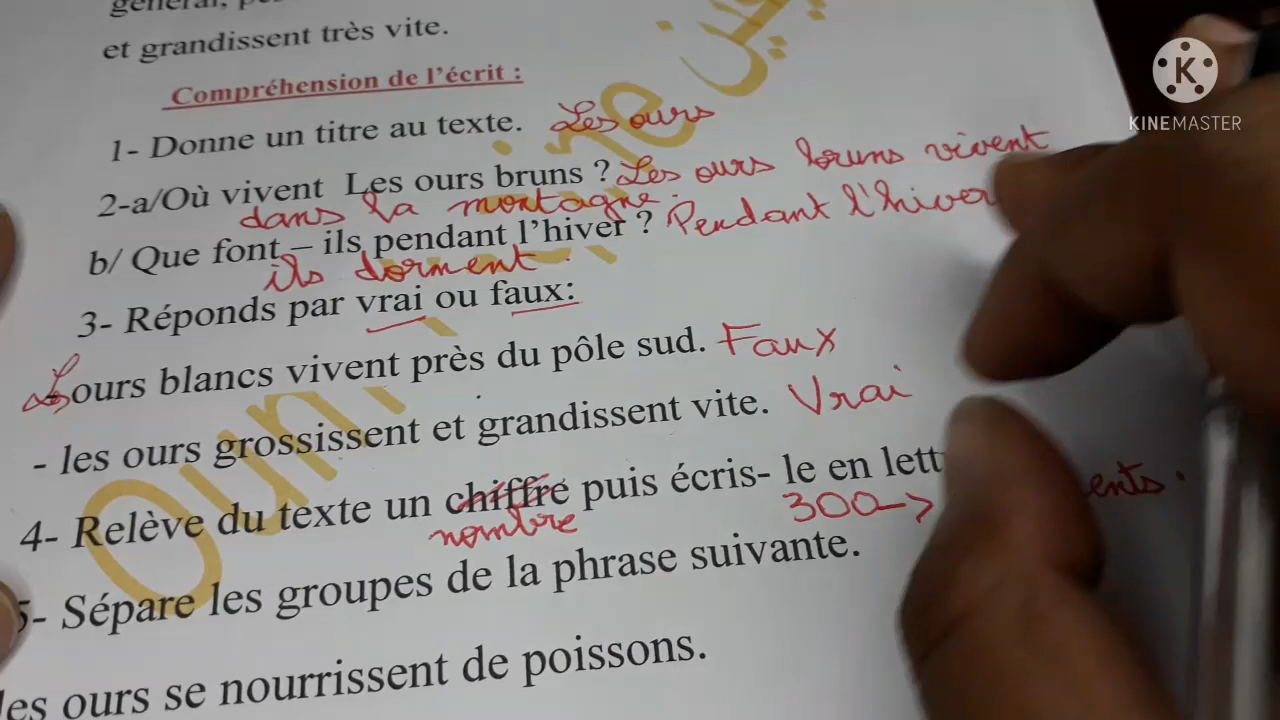 et grandissent très vite.
KINEMASTER
Compréhension de l'écrit :
1- Donne un titre au texte. Les ours
2-a/Où vivent Les ours bruns ? Les ours bruns vivent
dans la montagne.
b/ Que font – ils pendant l'hiver ? Pendant l'hiver
ils dorment.
3- Réponds par vrai ou faux:
Les ours blancs vivent près du pôle sud. Faux
- les ours grossissent et grandissent vite. Vrai
4- Relève du texte un chiffre puis écris- le en lett
nombre 300 → ents.
5- Sépare les groupes de la phrase suivante.
les ours se nourrissent de poissons.